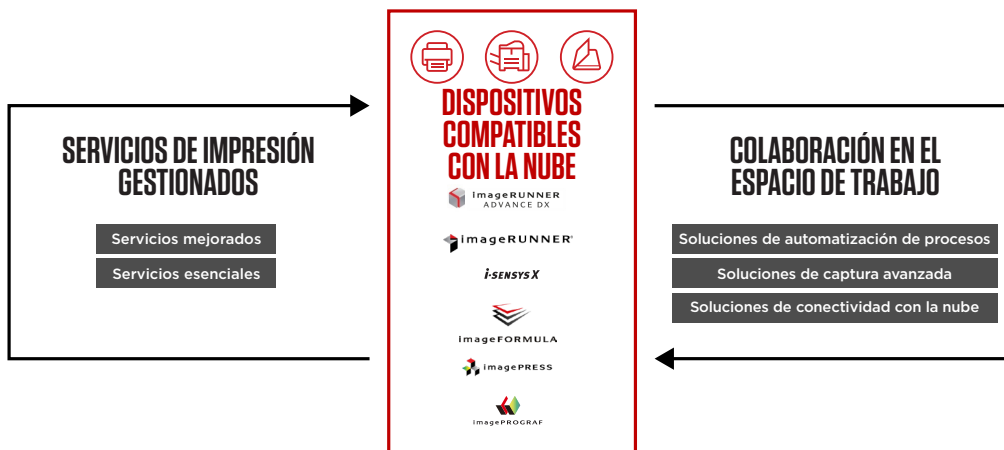 SERVICIOS DE IMPRESIÓN
GESTIONADOS
Servicios mejorados
Servicios esenciales
DISPOSITIVOS
COMPATIBLES
CON LA NUBE
imageRUNNER
ADVANCE DX
imageRUNNER
i-SENSYS X
imageFORMULA
imagePRESS
imagePROGRAF
COLABORACIÓN EN EL
ESPACIO DE TRABAJO
Soluciones de automatización de procesos
Soluciones de captura avanzada
Soluciones de conectividad con la nube